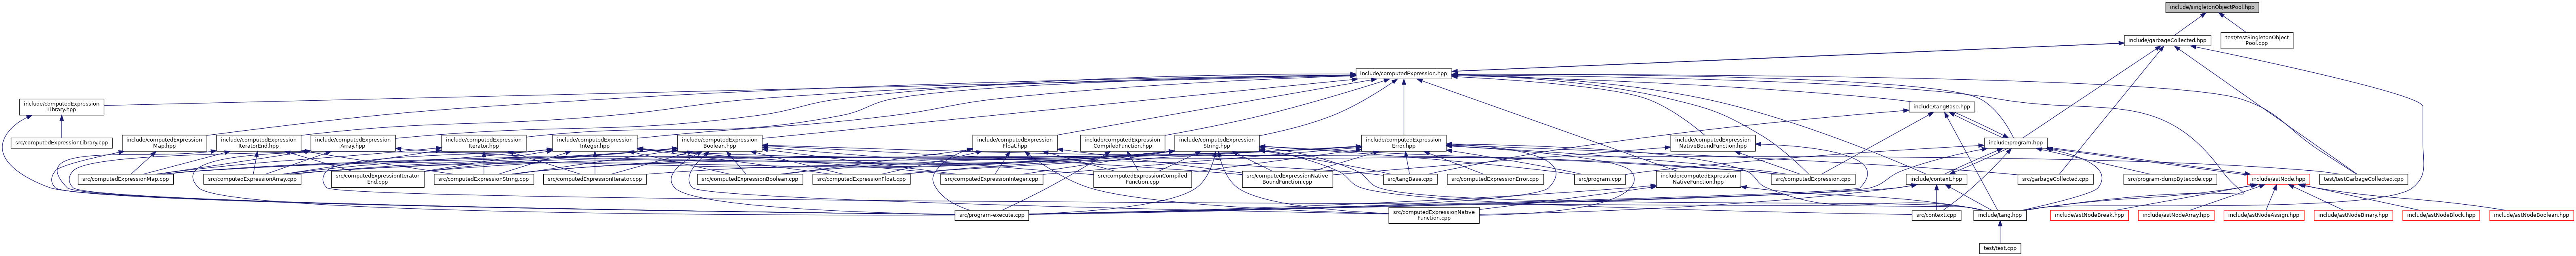 include/singletonObjectPool.hpp
include/garbageCollected.hpp
test/testSingletonObject
Pool.cpp
include/computedExpression.hpp
include/computedExpression
Library.hpp
include/tangBase.hpp
src/computedExpressionLibrary.cpp
include/computedExpression
Map.hpp
include/computedExpression
IteratorEnd.hpp
include/computedExpression
Array.hpp
include/computedExpression
Iterator.hpp
include/computedExpression
Integer.hpp
include/computedExpression
Boolean.hpp
include/computedExpression
Float.hpp
include/computedExpression
CompiledFunction.hpp
include/computedExpression
String.hpp
include/computedExpression
Error.hpp
include/computedExpression
NativeBoundFunction.hpp
include/program.hpp
src/computedExpressionMap.cpp
src/computedExpressionArray.cpp
src/computedExpressionIterator
End.cpp
src/computedExpressionString.cpp
src/computedExpressionIterator.cpp
src/computedExpressionBoolean.cpp
src/computedExpressionFloat.cpp
src/computedExpressionInteger.cpp
src/computedExpressionCompiled
Function.cpp
src/computedExpressionNative
BoundFunction.cpp
src/tangBase.cpp
src/computedExpressionError.cpp
src/program.cpp
include/computedExpression
NativeFunction.hpp
src/computedExpression.cpp
include/context.hpp
src/garbageCollected.cpp
src/program-dumpBytecode.cpp
include/astNode.hpp
test/testGarbageCollected.cpp
src/program-execute.cpp
src/computedExpressionNative
Function.cpp
src/context.cpp
include/tang.hpp
include/astNodeBreak.hpp
include/astNodeArray.hpp
include/astNodeAssign.hpp
include/astNodeBinary.hpp
include/astNodeBlock.hpp
include/astNodeBoolean.hpp
test/test.cpp